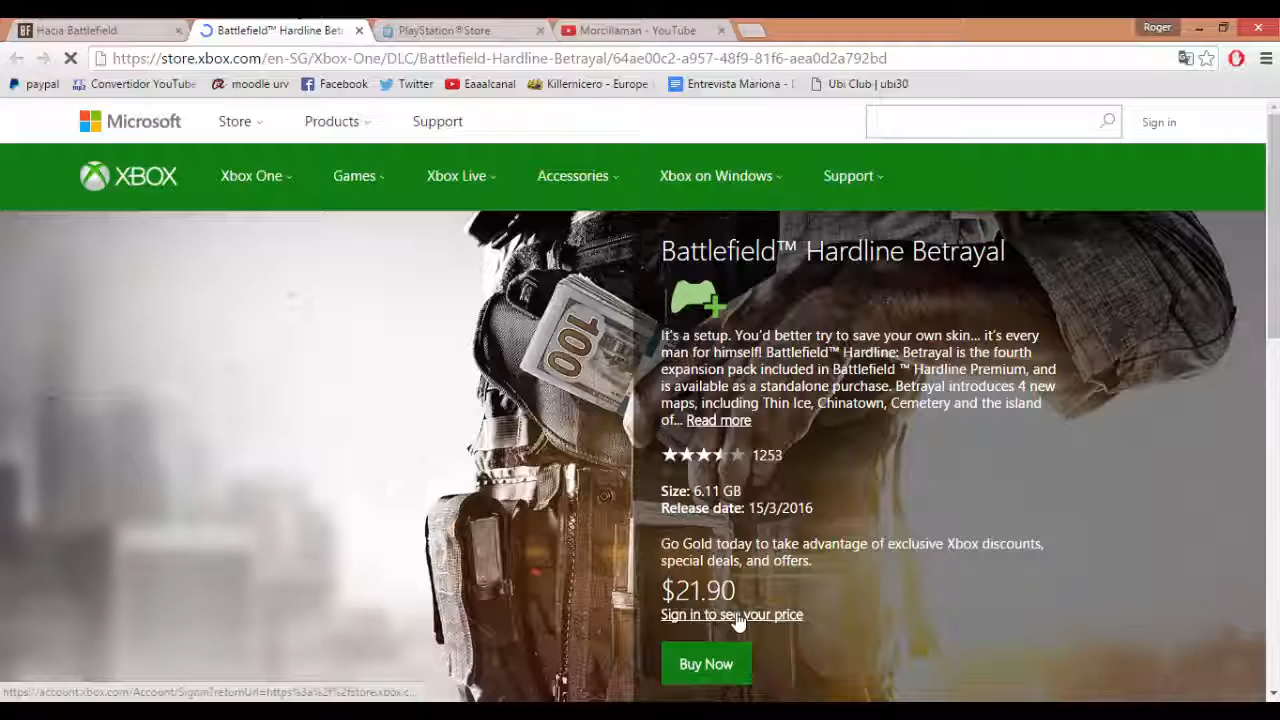 Hacia Battlefield
Battlefield™ Hardline Bet
PlayStation®Store
Morcillaman - YouTube
Roger
https://store.xbox.com/en-SG/Xbox-One/DLC/Battlefield-Hardline-Betrayal/64ae00c2-a957-48f9-81f6-aea0d2a792bd
paypal
Convertidor YouTube
moodle urv
Facebook
Twitter
Eeaalcanal
Killernicero - Europe
Entrevista Mariona -
Ubi Club | ubi30
Microsoft
Store
Products
Support
Sign in
XBOX
Xbox One
Games
Xbox Live
Accessories
Xbox on Windows
Support
Battlefield™ Hardline Betrayal
100
It's a setup. You'd better try to save your own skin... it's every
man for himself! Battlefield™ Hardline: Betrayal is the fourth
expansion pack included in Battlefield ™ Hardline Premium, and
is available as a standalone purchase. Betrayal introduces 4 new
maps, including Thin Ice, Chinatown, Cemetery and the island
of... Read more
1253
Size: 6.11 GB
Release date: 15/3/2016
Go Gold today to take advantage of exclusive Xbox discounts,
special deals, and offers.
$21.90
Sign in to see your price
Buy Now
https://account.xbox.com/Account/Signin?returnUrl=https%3a%2f%2fstore.xbox.c...